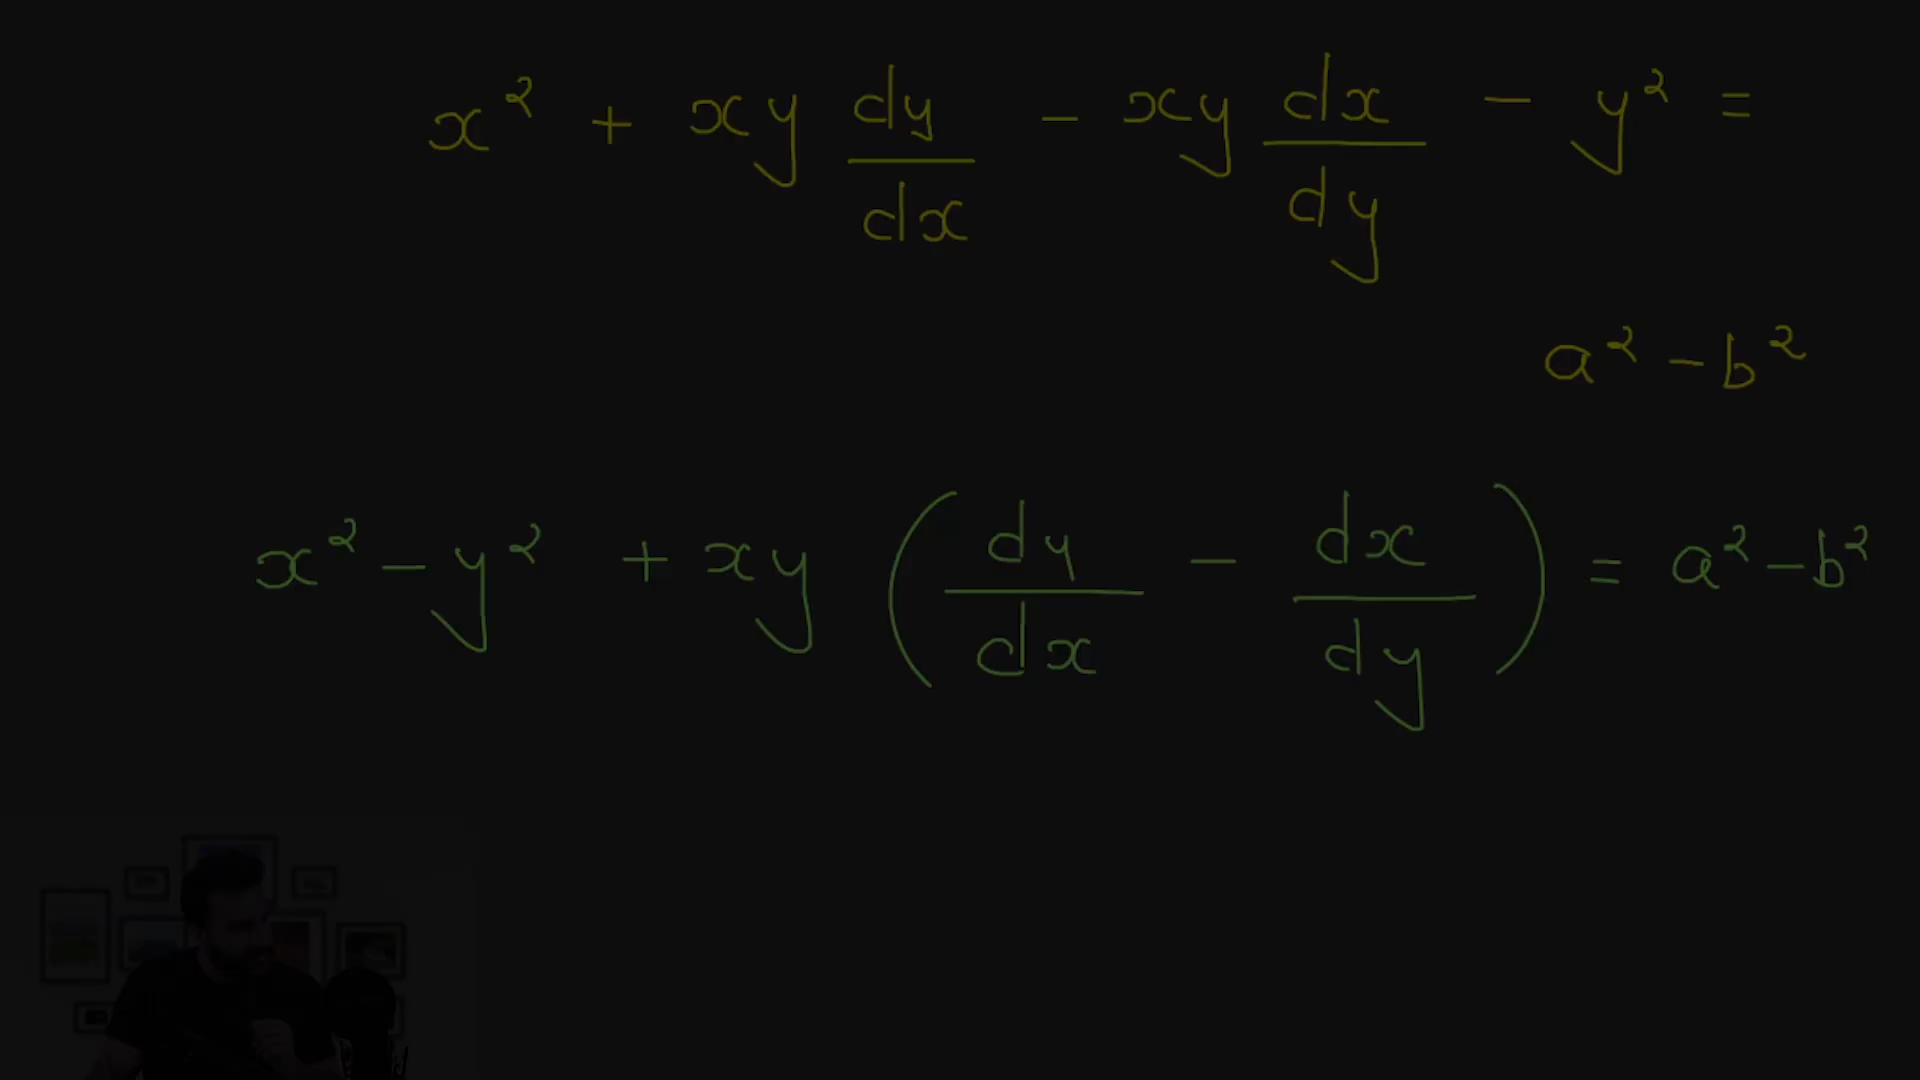 x² + xy dy/dx - xy dx/dy - y² =
a² - b²
x² - y² + xy (dy/dx - dx/dy) = a² - b²